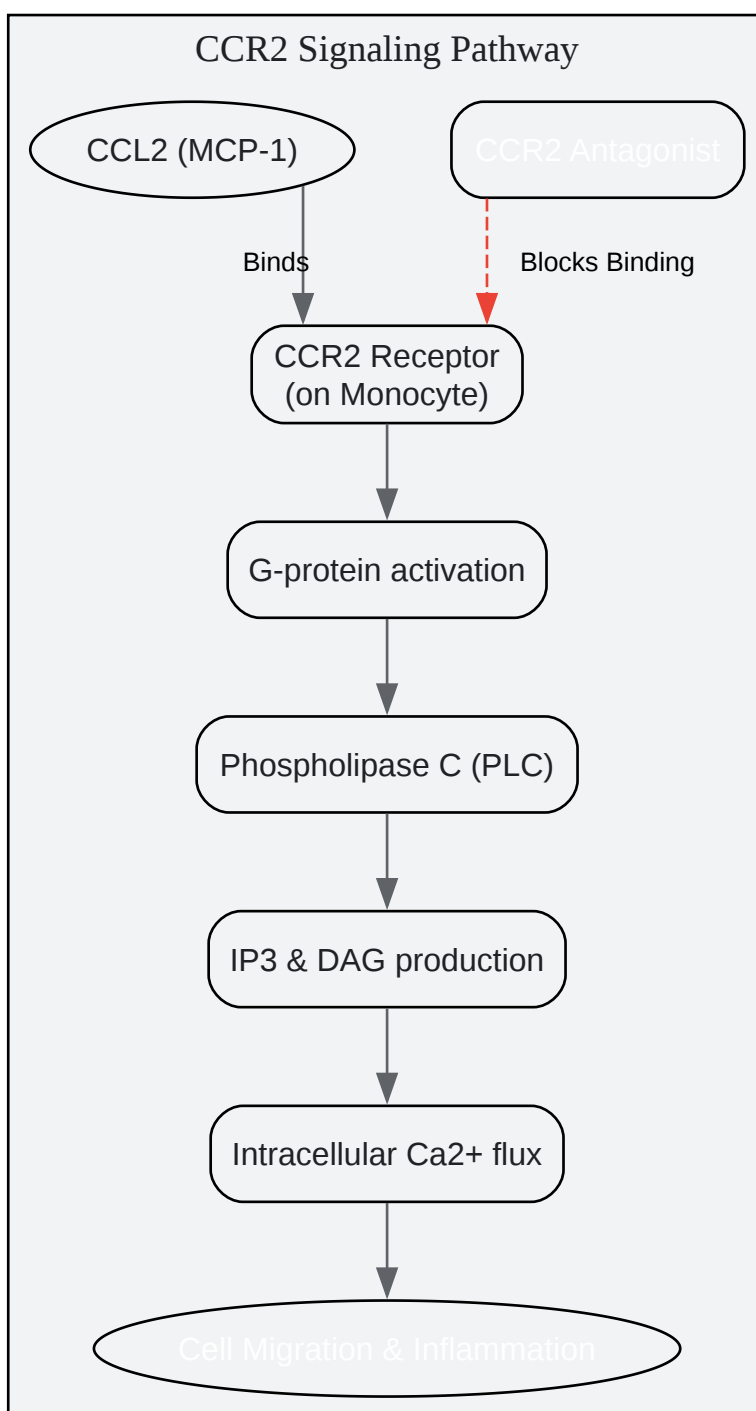 CCR2 Signaling Pathway
CCL2 (MCP-1)
CCR2 Antagonist
Binds
Blocks Binding
CCR2 Receptor
(on Monocyte)
G-protein activation
Phospholipase C (PLC)
IP3 & DAG production
Intracellular Ca2+ flux
Cell Migration & Inflammation